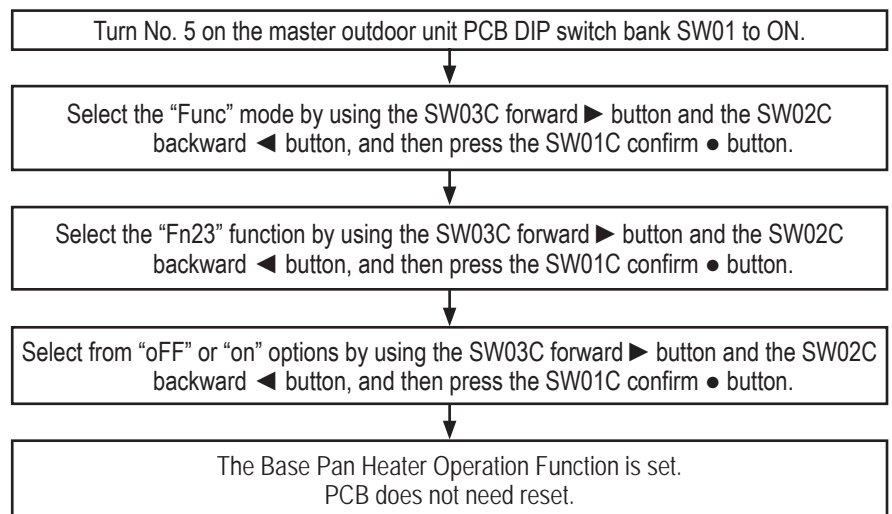 Turn No. 5 on the master outdoor unit PCB DIP switch bank SW01 to ON.
Select the “Func” mode by using the SW03C forward ► button and the SW02C
backward ◄ button, and then press the SW01C confirm ● button.
Select the “Fn23” function by using the SW03C forward ► button and the SW02C
backward ◄ button, and then press the SW01C confirm ● button.
Select from “oFF” or “on” options by using the SW03C forward ► button and the SW02C
backward ◄ button, and then press the SW01C confirm ● button.
The Base Pan Heater Operation Function is set.
PCB does not need reset.